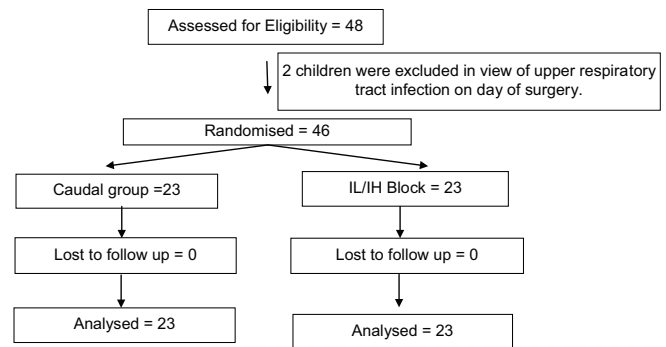 Assessed for Eligibility = 48
2 children were excluded in view of upper respiratory
tract infection on day of surgery.
Randomised = 46
Caudal group =23
IL/IH Block = 23
Lost to follow up = 0
Lost to follow up = 0
Analysed = 23
Analysed = 23